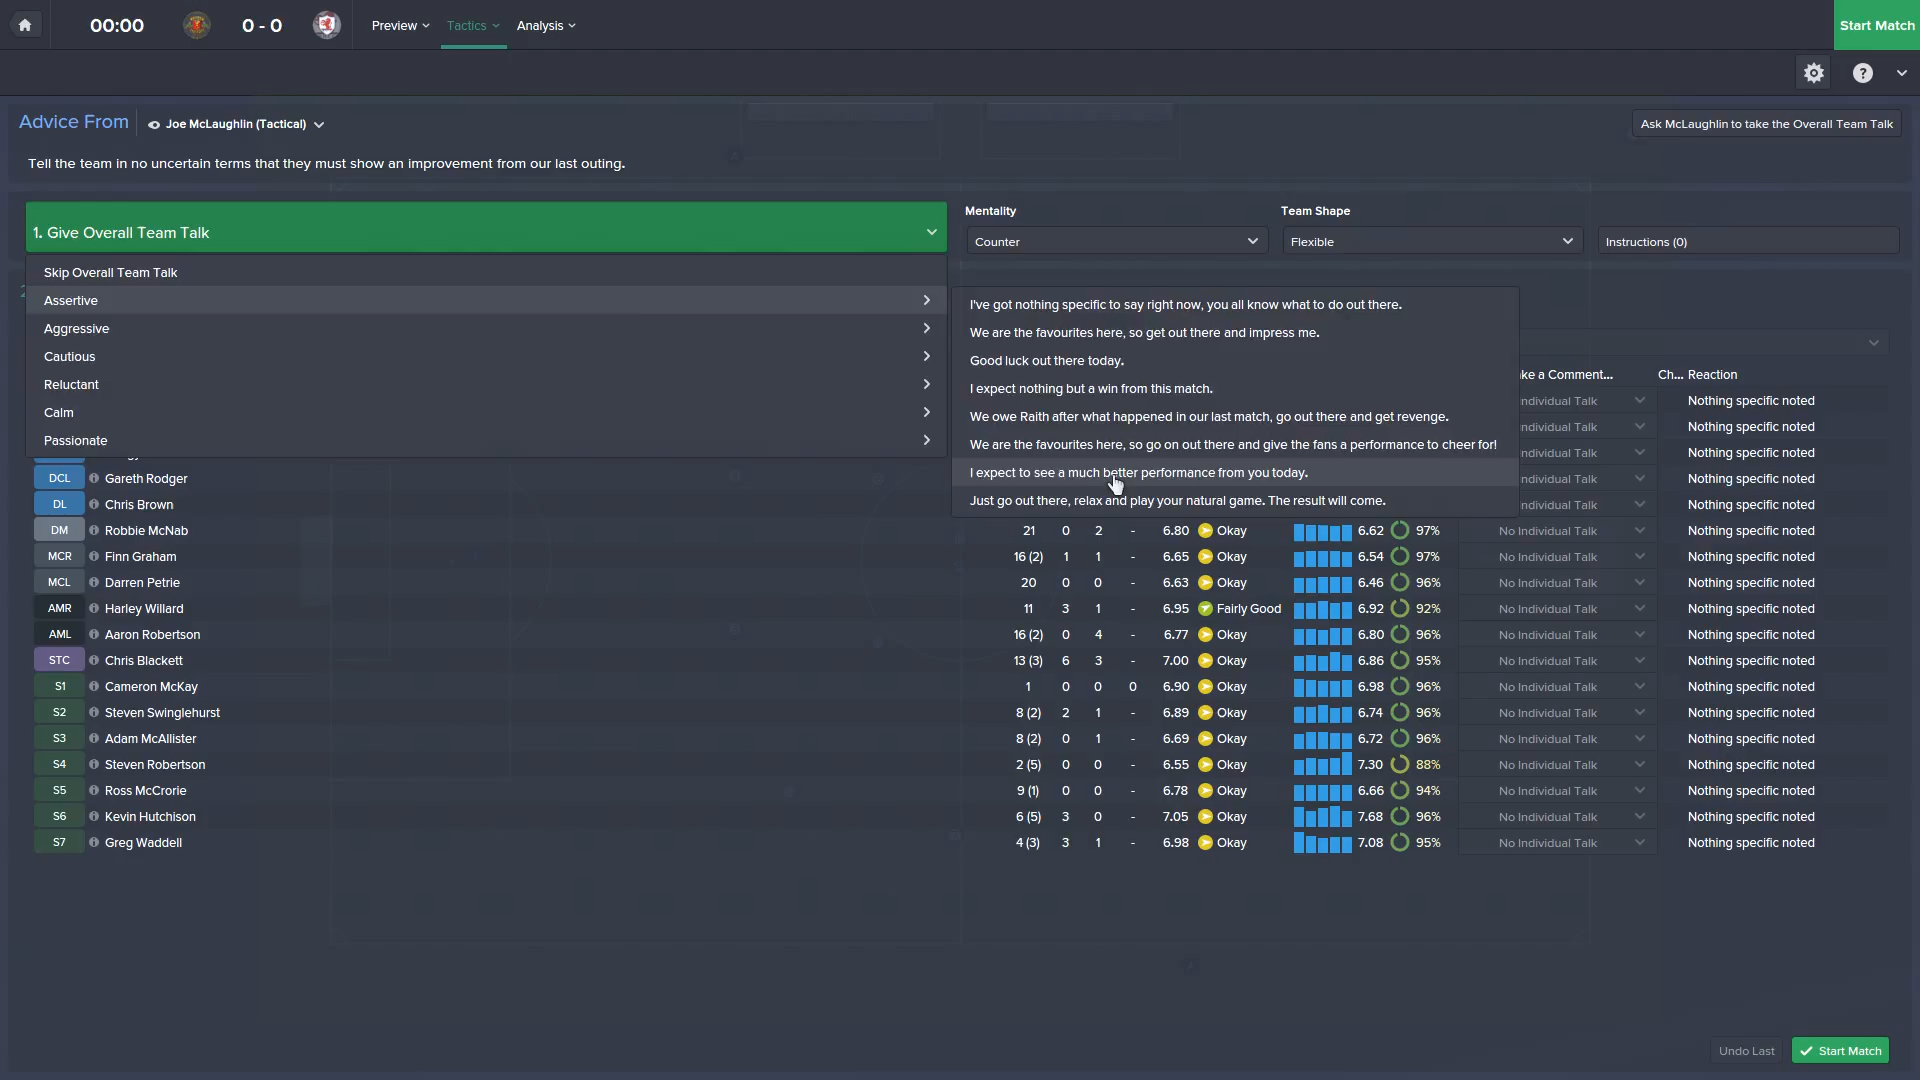 00:00
0 - 0
Preview
Tactics
Analysis
Start Match
?
Advice From
Joe McLaughlin (Tactical)
Ask McLaughlin to take the Overall Team Talk
Tell the team in no uncertain terms that they must show an improvement from our last outing.
1. Give Overall Team Talk
Mentality
Team Shape
Counter
Flexible
Instructions (0)
Skip Overall Team Talk
Assertive
Aggressive
Cautious
Reluctant
Calm
Passionate
I've got nothing specific to say right now, you all know what to do out there.
We are the favourites here, so get out there and impress me.
Good luck out there today.
I expect nothing but a win from this match.
We owe Raith after what happened in our last match, go out there and get revenge.
We are the favourites here, so go on out there and give the fans a performance to cheer for!
I expect to see a much better performance from you today.
Just go out there, relax and play your natural game. The result will come.
ke a Comment... Ch... Reaction
ndividual Talk Nothing specific noted
ndividual Talk Nothing specific noted
ndividual Talk Nothing specific noted
DCL Gareth Rodger ndividual Talk Nothing specific noted
DL Chris Brown ndividual Talk Nothing specific noted
DM Robbie McNab 21 0 2 - 6.80 Okay 6.62 97% No Individual Talk Nothing specific noted
MCR Finn Graham 16 (2) 1 1 - 6.65 Okay 6.54 97% No Individual Talk Nothing specific noted
MCL Darren Petrie 20 0 0 - 6.63 Okay 6.46 96% No Individual Talk Nothing specific noted
AMR Harley Willard 11 3 1 - 6.95 Fairly Good 6.92 92% No Individual Talk Nothing specific noted
AML Aaron Robertson 16 (2) 0 4 - 6.77 Okay 6.80 96% No Individual Talk Nothing specific noted
STC Chris Blackett 13 (3) 6 3 - 7.00 Okay 6.86 95% No Individual Talk Nothing specific noted
S1 Cameron McKay 1 0 0 0 6.90 Okay 6.98 96% No Individual Talk Nothing specific noted
S2 Steven Swinglehurst 8 (2) 2 1 - 6.89 Okay 6.74 96% No Individual Talk Nothing specific noted
S3 Adam McAllister 8 (2) 0 1 - 6.69 Okay 6.72 96% No Individual Talk Nothing specific noted
S4 Steven Robertson 2 (5) 0 0 - 6.55 Okay 7.30 88% No Individual Talk Nothing specific noted
S5 Ross McCrorie 9 (1) 0 0 - 6.78 Okay 6.66 94% No Individual Talk Nothing specific noted
S6 Kevin Hutchison 6 (5) 3 0 - 7.05 Okay 7.68 96% No Individual Talk Nothing specific noted
S7 Greg Waddell 4 (3) 3 1 - 6.98 Okay 7.08 95% No Individual Talk Nothing specific noted
Undo Last
Start Match